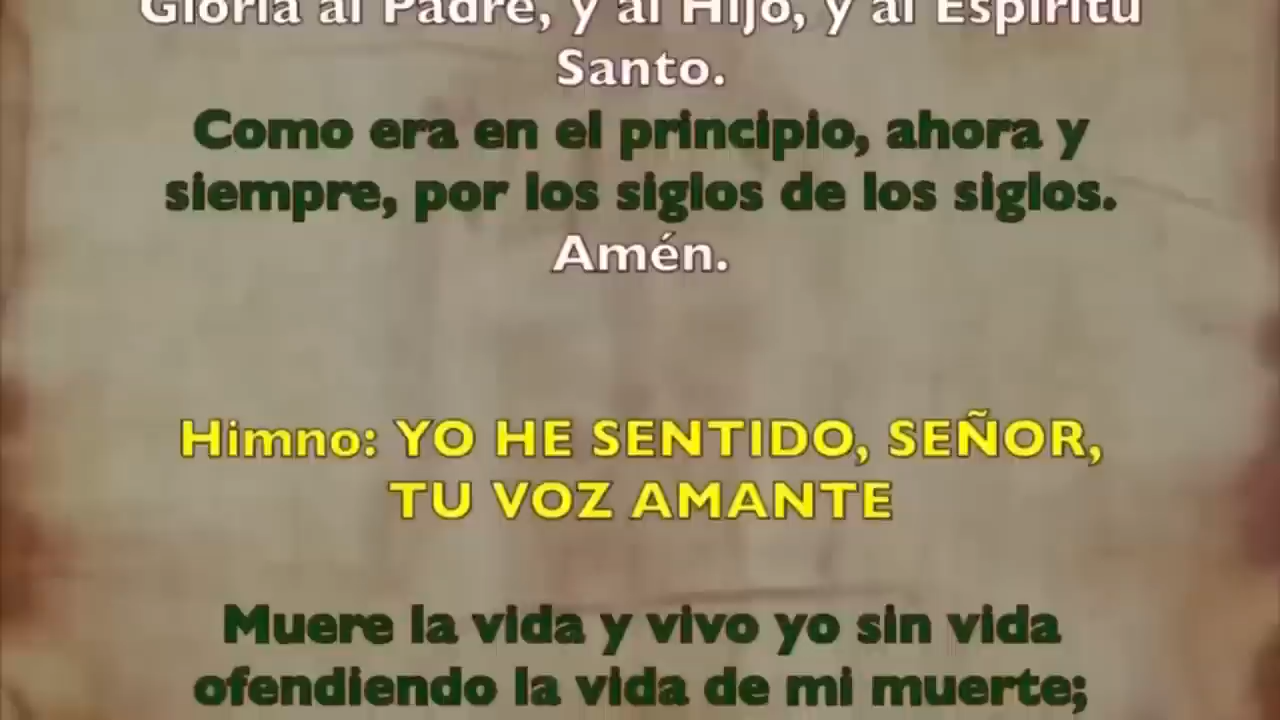 Gloria al Padre, y al Hijo, y al Espíritu
Santo.
Como era en el principio, ahora y
siempre, por los siglos de los siglos.
Amén.
Himno: YO HE SENTIDO, SEÑOR,
TU VOZ AMANTE
Muere la vida y vivo yo sin vida
ofendiendo la vida de mi muerte;